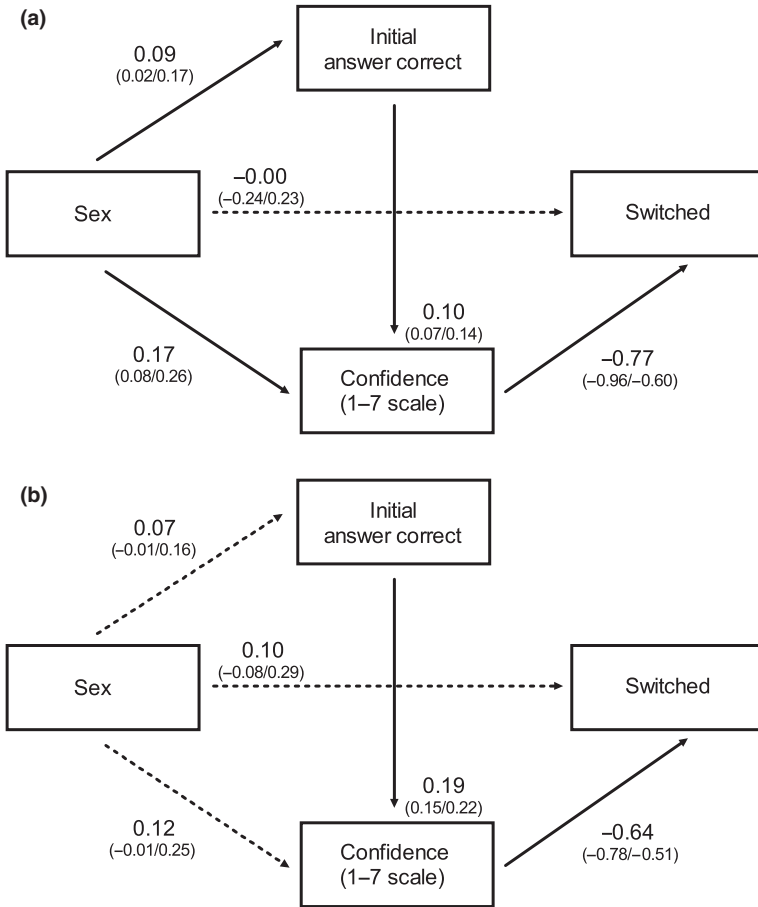 (a)
Initial
answer correct
0.09
(0.02/0.17)
–0.00
(–0.24/0.23)
Sex
Switched
0.10
(0.07/0.14)
0.17
(0.08/0.26)
Confidence
(1–7 scale)
–0.77
(–0.96/–0.60)
(b)
Initial
answer correct
0.07
(–0.01/0.16)
0.10
(–0.08/0.29)
Sex
Switched
0.19
(0.15/0.22)
0.12
(–0.01/0.25)
Confidence
(1–7 scale)
–0.64
(–0.78/–0.51)